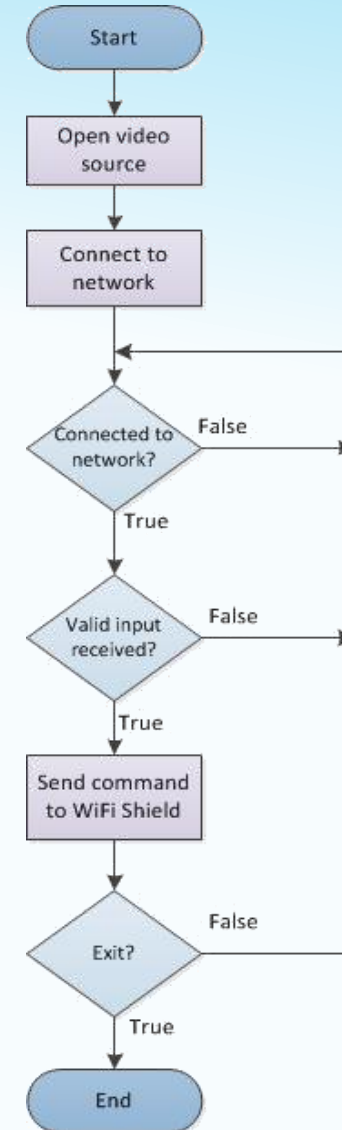 Start
Open video
source
Connect to
network
Connected to
network?
False
True
Valid input
received?
False
True
Send command
to WiFi Shield
Exit?
False
True
End